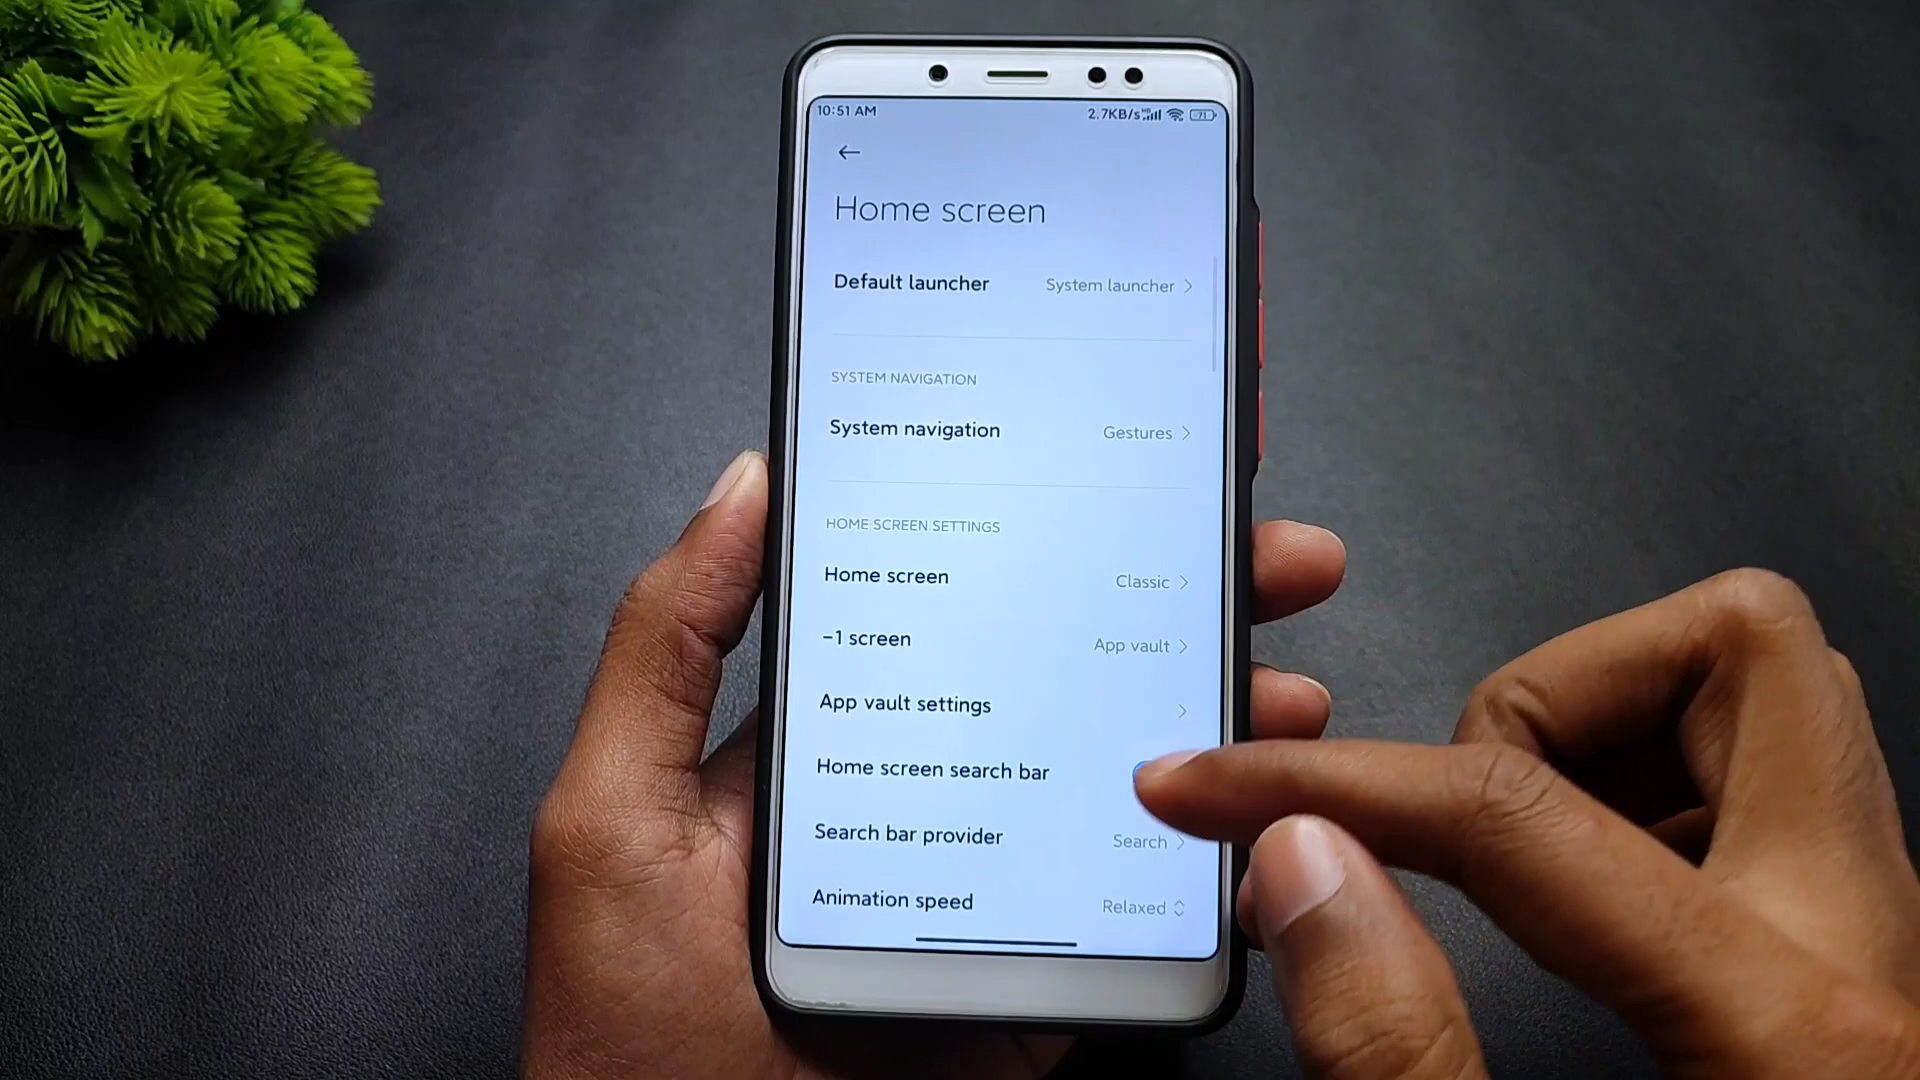 10:51 AM
2.7KB/s
71
Home screen
Default launcher
System launcher
SYSTEM NAVIGATION
System navigation
Gestures
HOME SCREEN SETTINGS
Home screen
Classic
−1 screen
App vault
App vault settings
Home screen search bar
Search bar provider
Search
Animation speed
Relaxed